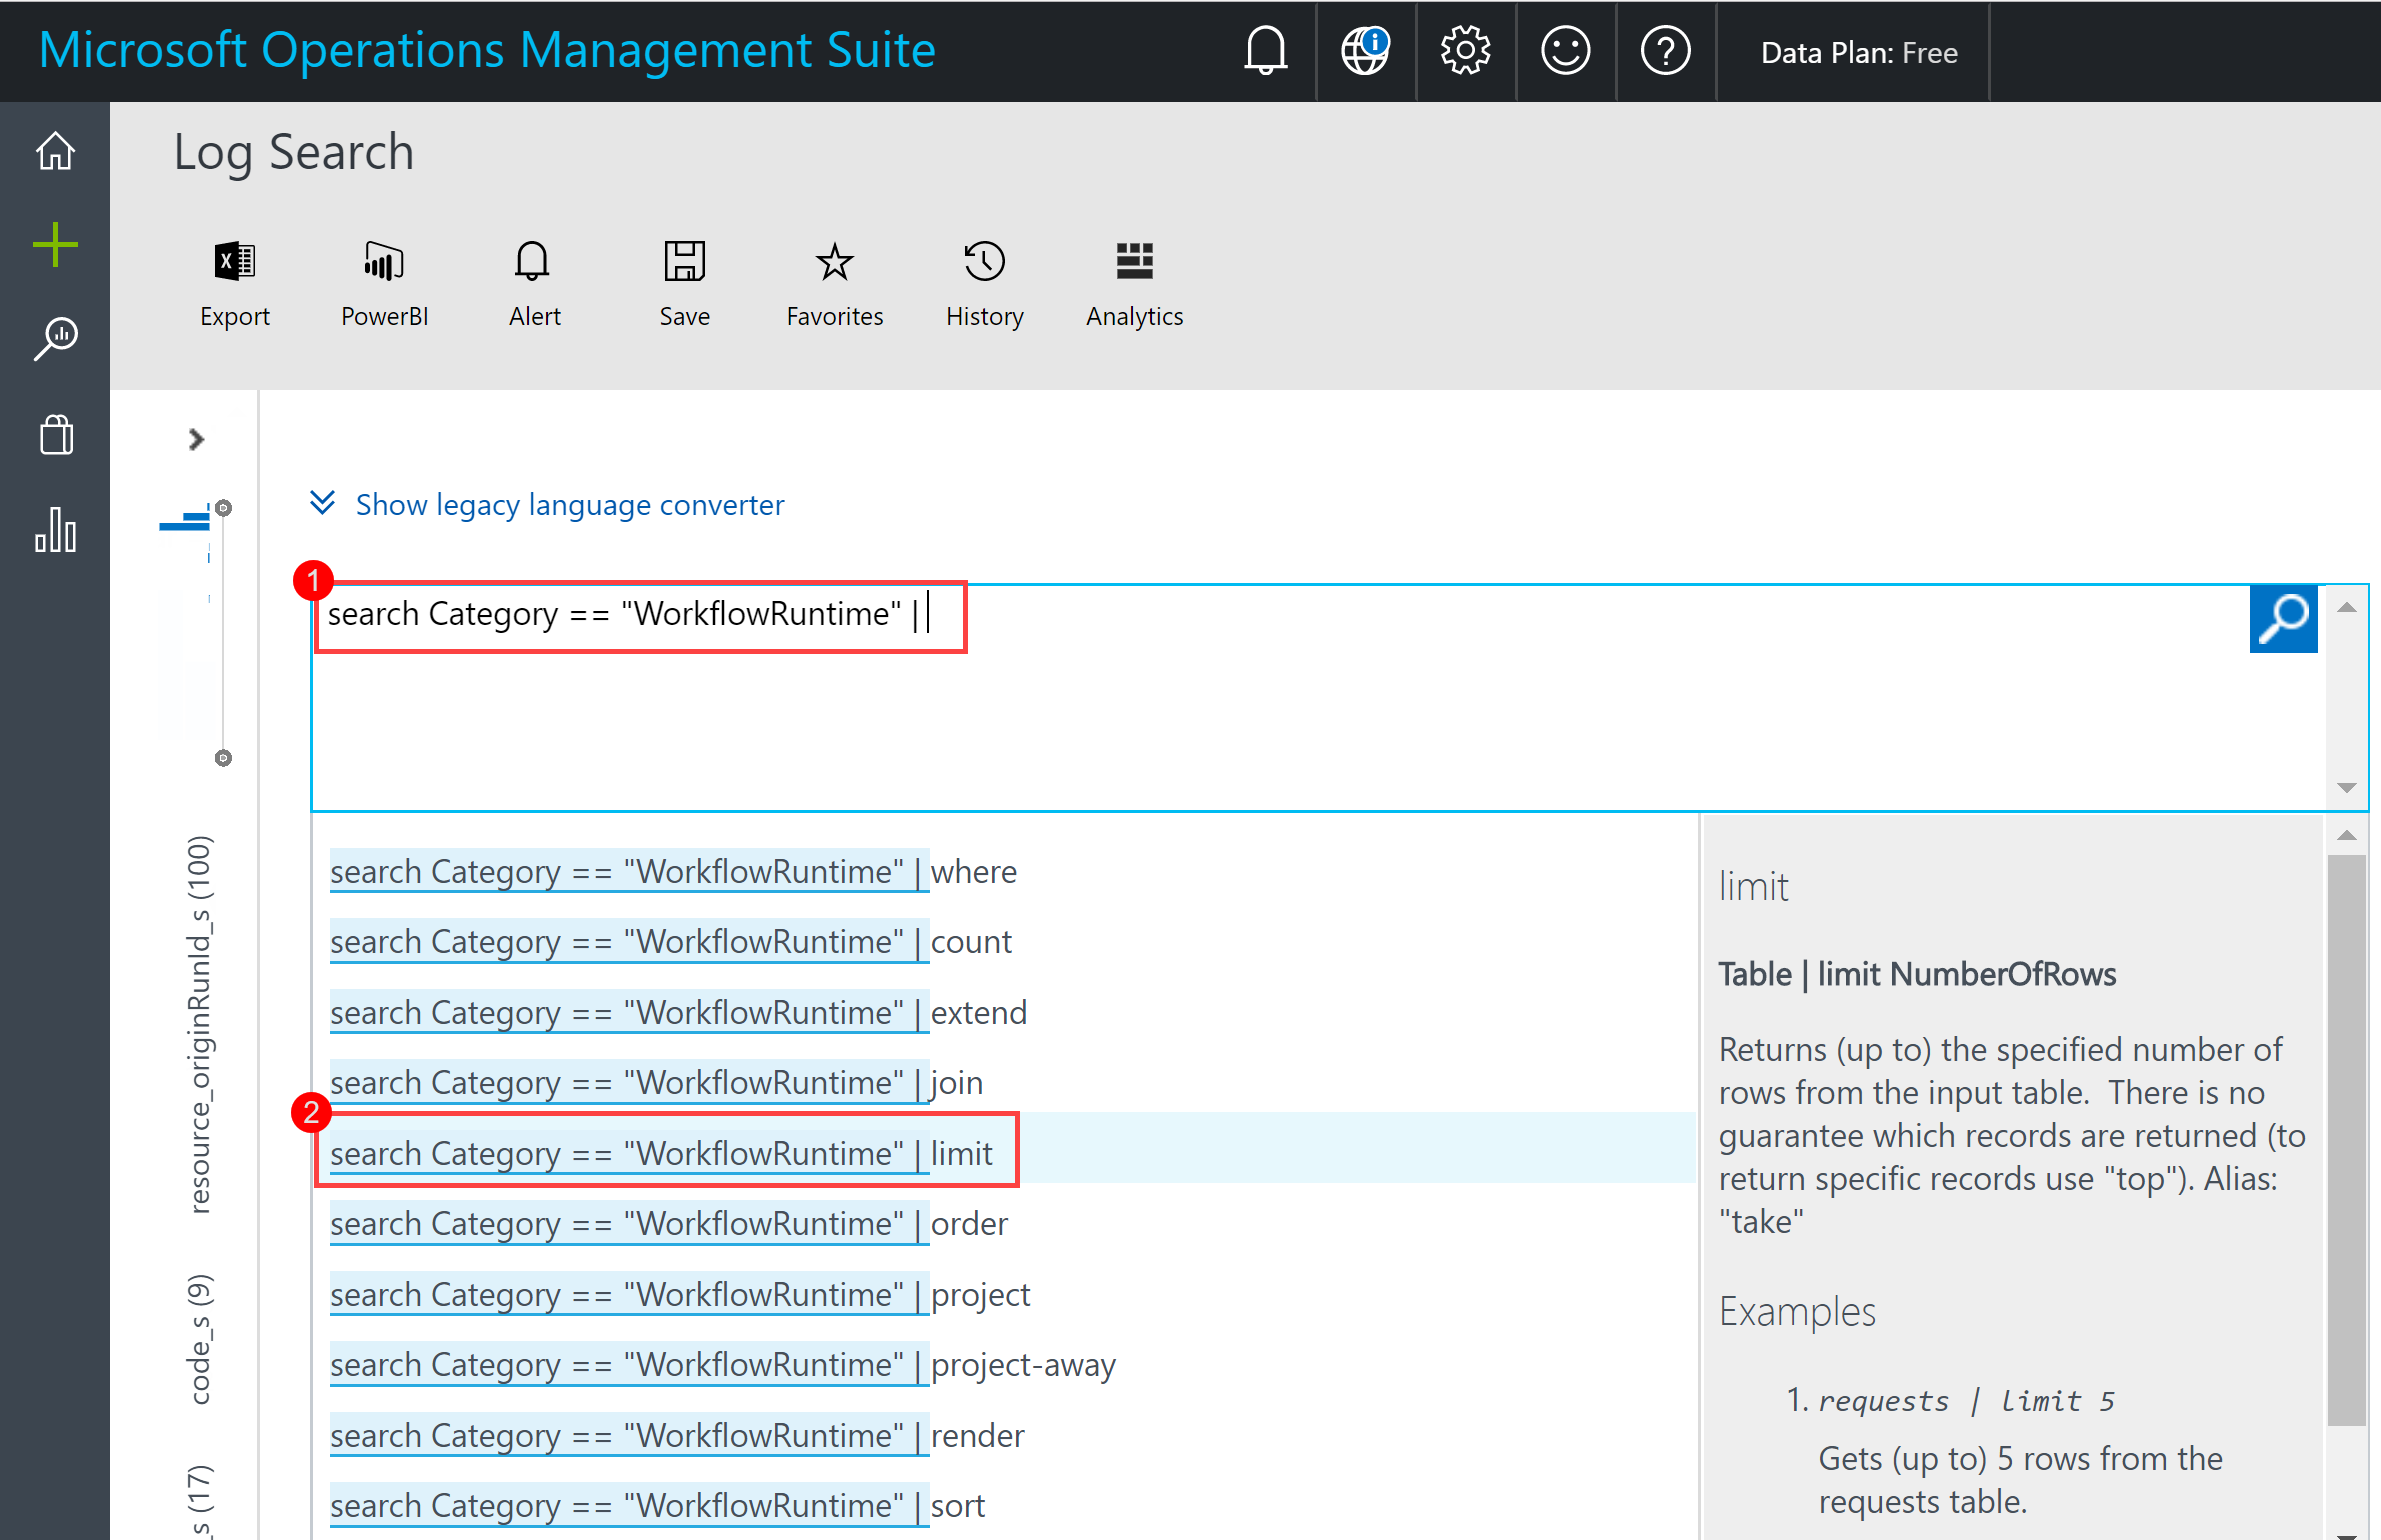 Microsoft Operations Management Suite
Data Plan: Free
Log Search
Export
PowerBI
Alert
Save
Favorites
History
Analytics
Show legacy language converter
1
search Category == "WorkflowRuntime" |
search Category == "WorkflowRuntime" | where
search Category == "WorkflowRuntime" | count
search Category == "WorkflowRuntime" | extend
search Category == "WorkflowRuntime" | join
2
search Category == "WorkflowRuntime" | limit
search Category == "WorkflowRuntime" | order
search Category == "WorkflowRuntime" | project
search Category == "WorkflowRuntime" | project-away
search Category == "WorkflowRuntime" | render
search Category == "WorkflowRuntime" | sort
limit
Table | limit NumberOfRows
Returns (up to) the specified number of
rows from the input table.  There is no
guarantee which records are returned (to
return specific records use "top"). Alias:
"take"
Examples
1. requests | limit 5
Gets (up to) 5 rows from the
requests table.
resource_originRunId_s (100)
code_s (9)
_s (17)